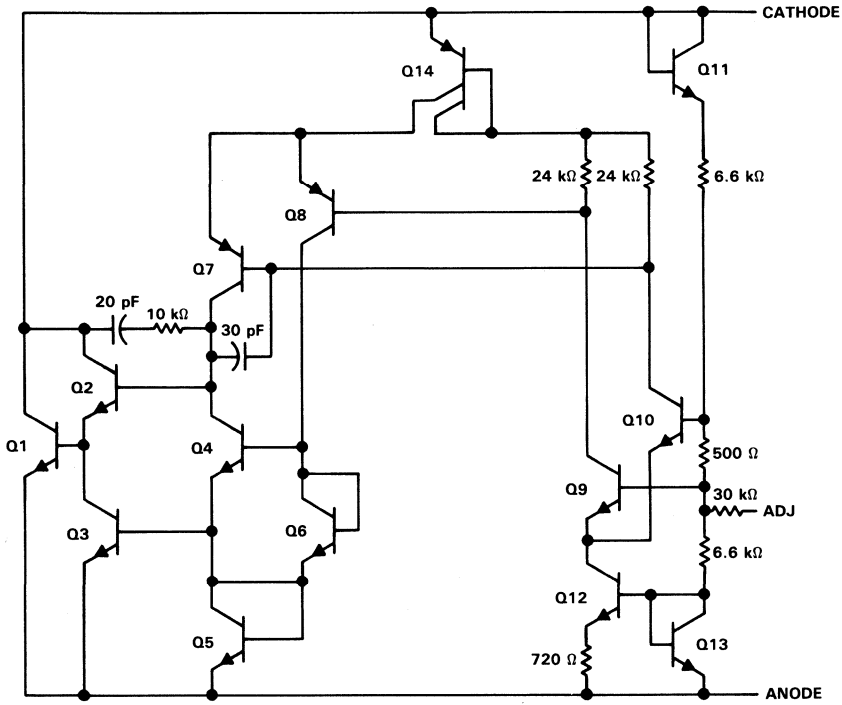 CATHODE
Q14
Q11
24 kΩ
24 kΩ
6.6 kΩ
Q8
Q7
20 pF
10 kΩ
30 pF
Q2
Q10
Q1
Q4
500 Ω
Q9
30 kΩ
ADJ
Q3
Q6
6.6 kΩ
Q12
Q5
Q13
720 Ω
ANODE